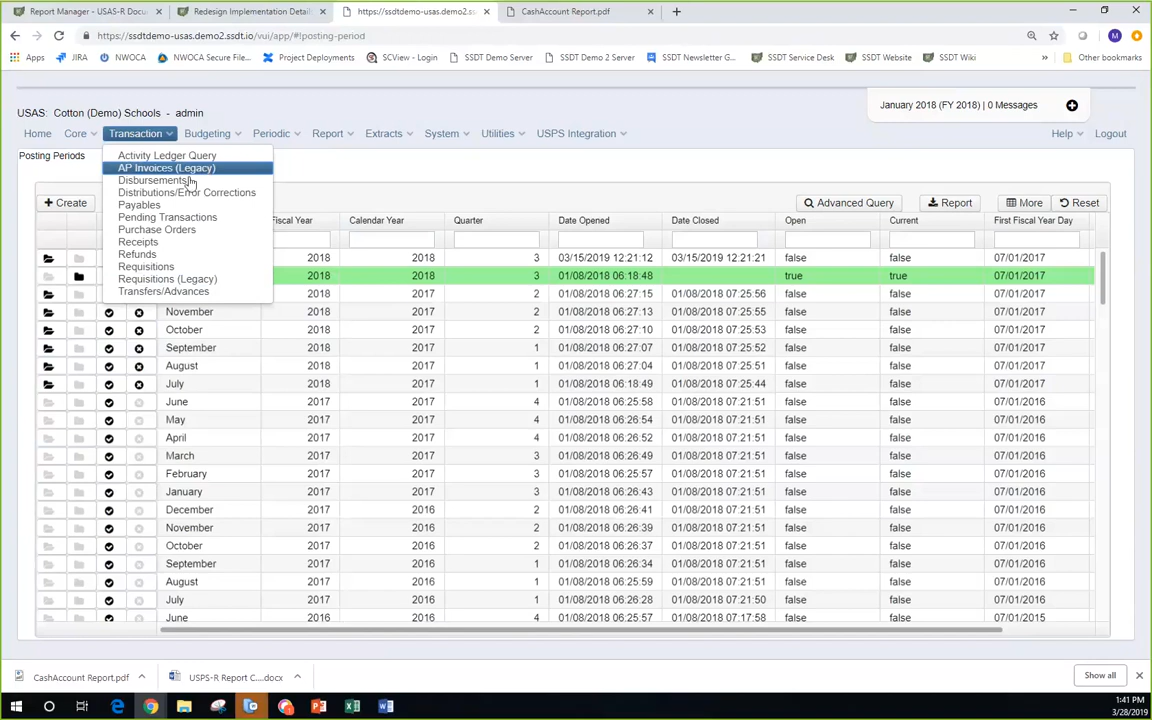 Report Manager - USAS-R Docu
Redesign Implementation Detail
https://ssdtdemo-usas.demo2.ss
CashAccount Report.pdf
https://ssdtdemo-usas.demo2.ssdt.io/vui/app/#!posting-period
Apps JIRA NWOCA NWOCA Secure File... Project Deployments SCView - Login SSDT Demo Server SSDT Demo 2 Server SSDT Newsletter G... SSDT Service Desk SSDT Website SSDT Wiki » Other bookmarks
January 2018 (FY 2018) | 0 Messages
USAS: Cotton (Demo) Schools - admin
Home Core Transaction Budgeting Periodic Report Extracts System Utilities USPS Integration Help Logout
Posting Periods
Activity Ledger Query
AP Invoices (Legacy)
Disbursements
Distributions/Error Corrections
Payables
Pending Transactions
Purchase Orders
Receipts
Refunds
Requisitions
Requisitions (Legacy)
Transfers/Advances
Create Advanced Query Report More Reset
Fiscal Year Calendar Year Quarter Date Opened Date Closed Open Current First Fiscal Year Day
2018 2018 3 03/15/2019 12:21:12 03/15/2019 12:21:21 false false 07/01/2017
2018 2018 3 01/08/2018 06:18:48 true true 07/01/2017
2018 2017 2 01/08/2018 06:27:15 01/08/2018 07:25:56 false false 07/01/2017
November 2018 2017 2 01/08/2018 06:27:13 01/08/2018 07:25:55 false false 07/01/2017
October 2018 2017 2 01/08/2018 06:27:10 01/08/2018 07:25:53 false false 07/01/2017
September 2018 2017 1 01/08/2018 06:27:07 01/08/2018 07:25:52 false false 07/01/2017
August 2018 2017 1 01/08/2018 06:27:04 01/08/2018 07:25:51 false false 07/01/2017
July 2018 2017 1 01/08/2018 06:18:49 01/08/2018 07:25:44 false false 07/01/2017
June 2017 2017 4 01/08/2018 06:25:58 01/08/2018 07:21:51 false false 07/01/2016
May 2017 2017 4 01/08/2018 06:26:54 01/08/2018 07:21:51 false false 07/01/2016
April 2017 2017 4 01/08/2018 06:26:52 01/08/2018 07:21:51 false false 07/01/2016
March 2017 2017 3 01/08/2018 06:26:49 01/08/2018 07:21:51 false false 07/01/2016
February 2017 2017 3 01/08/2018 06:25:57 01/08/2018 07:21:51 false false 07/01/2016
January 2017 2017 3 01/08/2018 06:26:43 01/08/2018 07:21:51 false false 07/01/2016
December 2017 2016 2 01/08/2018 06:26:41 01/08/2018 07:21:51 false false 07/01/2016
November 2017 2016 2 01/08/2018 06:26:39 01/08/2018 07:21:51 false false 07/01/2016
October 2017 2016 2 01/08/2018 06:26:37 01/08/2018 07:21:51 false false 07/01/2016
September 2017 2016 1 01/08/2018 06:26:34 01/08/2018 07:21:51 false false 07/01/2016
August 2017 2016 1 01/08/2018 06:25:59 01/08/2018 07:21:51 false false 07/01/2016
July 2017 2016 1 01/08/2018 06:26:28 01/08/2018 07:21:50 false false 07/01/2016
June 2016 2016 4 01/08/2018 06:25:57 01/08/2018 07:17:58 false false 07/01/2015
CashAccount Report.pdf USPS-R Report C....docx Show all
1:41 PM
3/28/2019